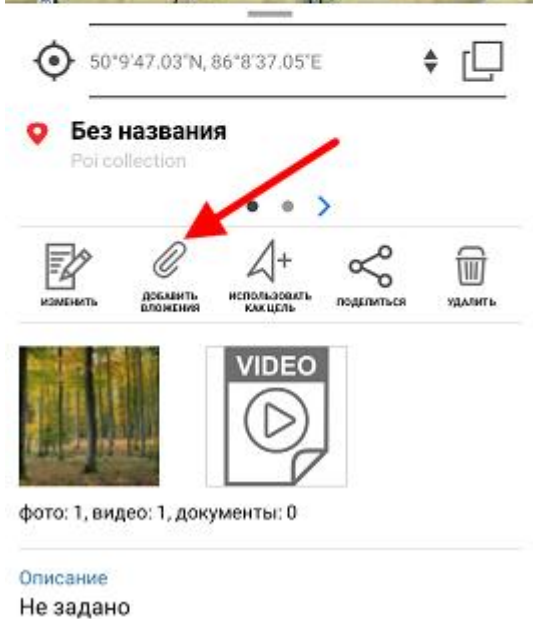 50°9'47.03"N, 86°8'37.05"E
Без названия
Poi collection
ИЗМЕНИТЬ
ДОБАВИТЬ
ВЛОЖЕНИЯ
ИСПОЛЬЗОВАТЬ
КАК ЦЕЛЬ
ПОДЕЛИТЬСЯ
УДАЛИТЬ
VIDEO
фото: 1, видео: 1, документы: 0
Описание
Не задано